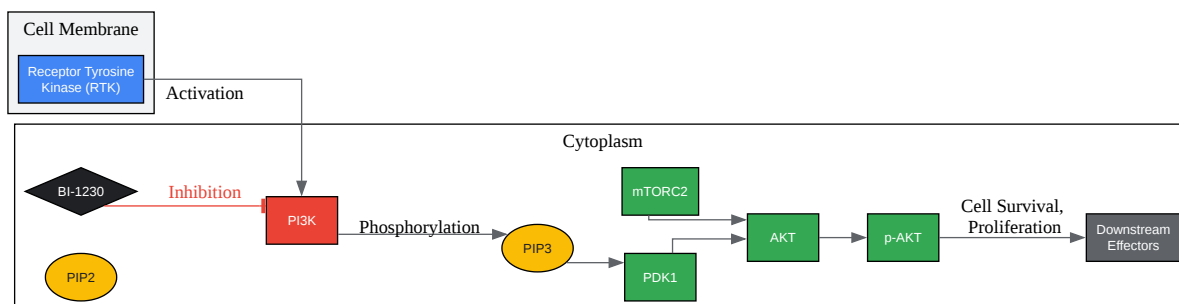 Cell Membrane
Receptor Tyrosine
Kinase (RTK)
Activation
Cytoplasm
BI-1230
Inhibition
PI3K
Phosphorylation
PIP2
PIP3
mTORC2
PDK1
AKT
p-AKT
Cell Survival,
Proliferation
Downstream
Effectors